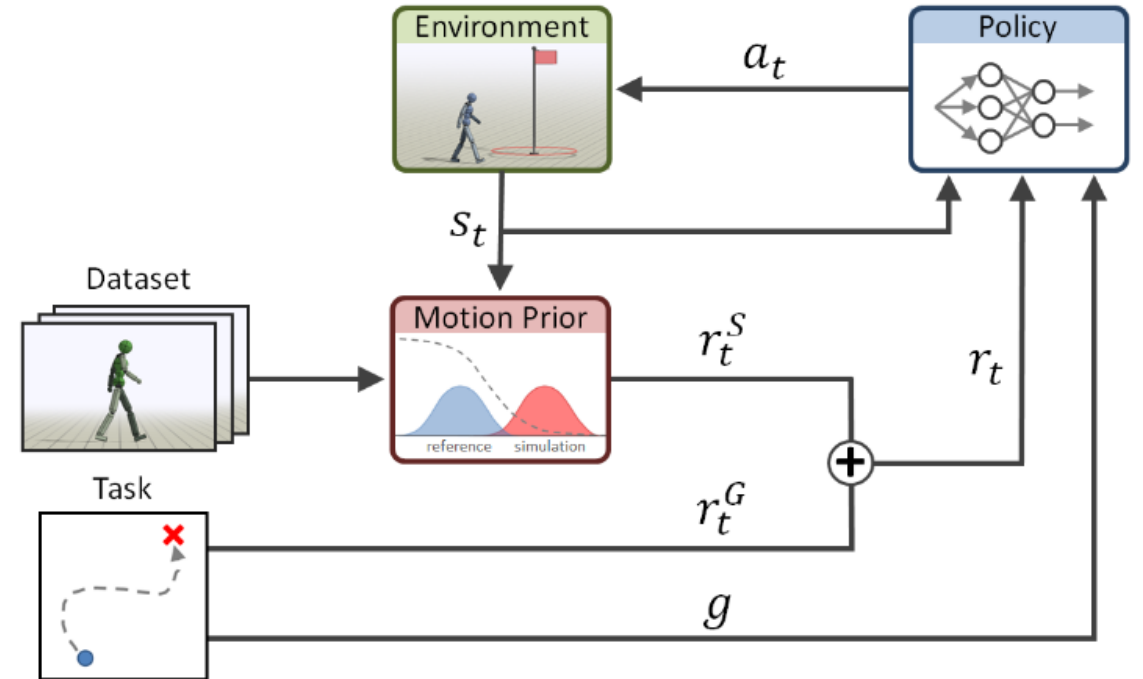 Environment
Policy
a_t
s_t
Dataset
Motion Prior
r_t^S
r_t
reference simulation
+
Task
r_t^G
g